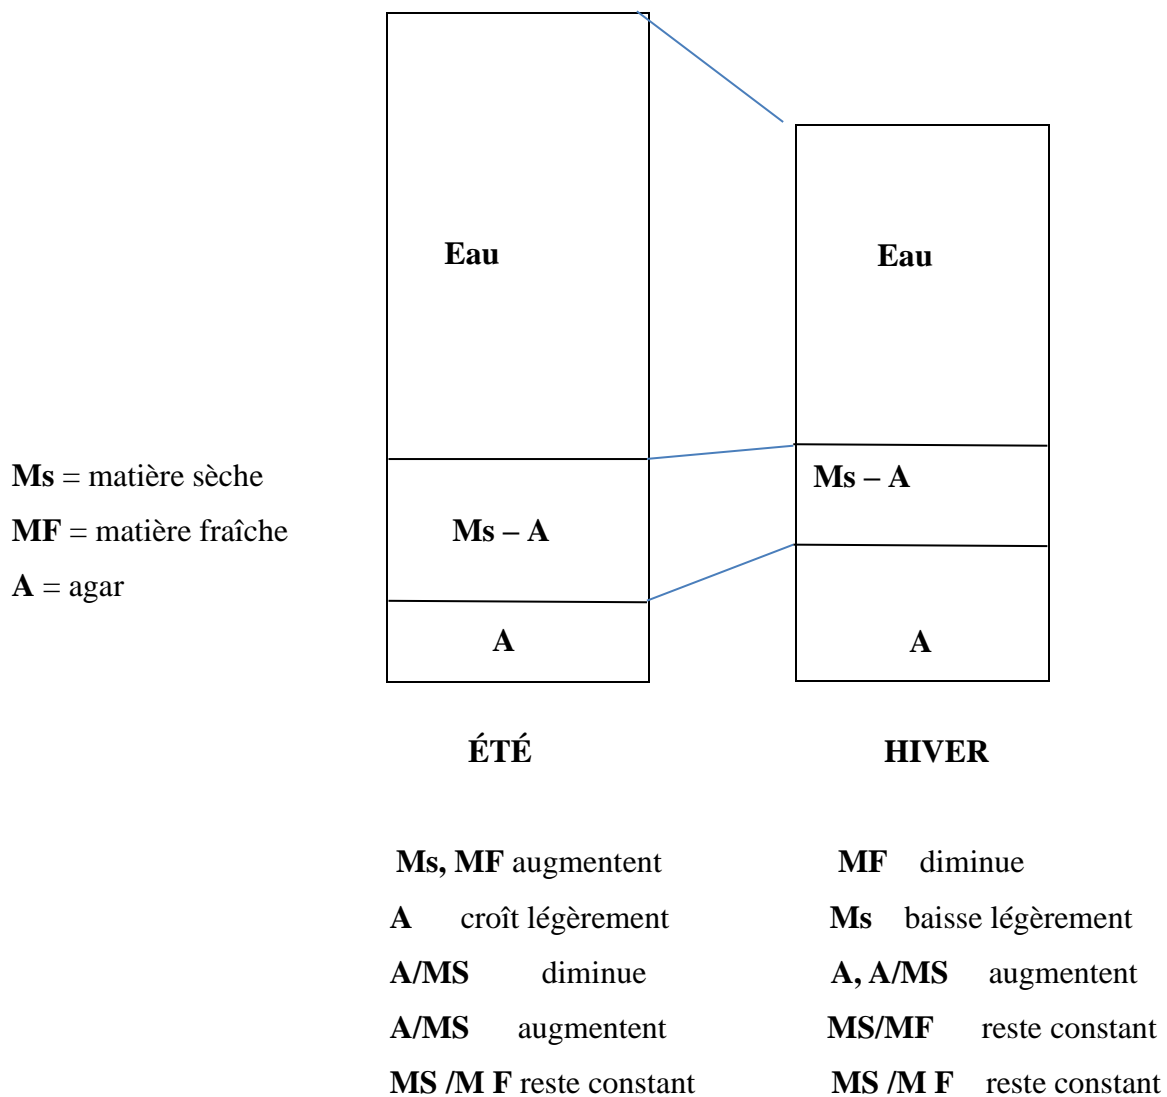 Eau
Eau
Ms = matière sèche
Ms – A
MF = matière fraîche
Ms – A
A = agar
A
A
ÉTÉ
HIVER
Ms, MF augmentent
MF diminue
A croît légèrement
Ms baisse légèrement
A/MS diminue
A, A/MS augmentent
A/MS augmentent
MS/MF reste constant
MS /M F reste constant
MS /M F reste constant